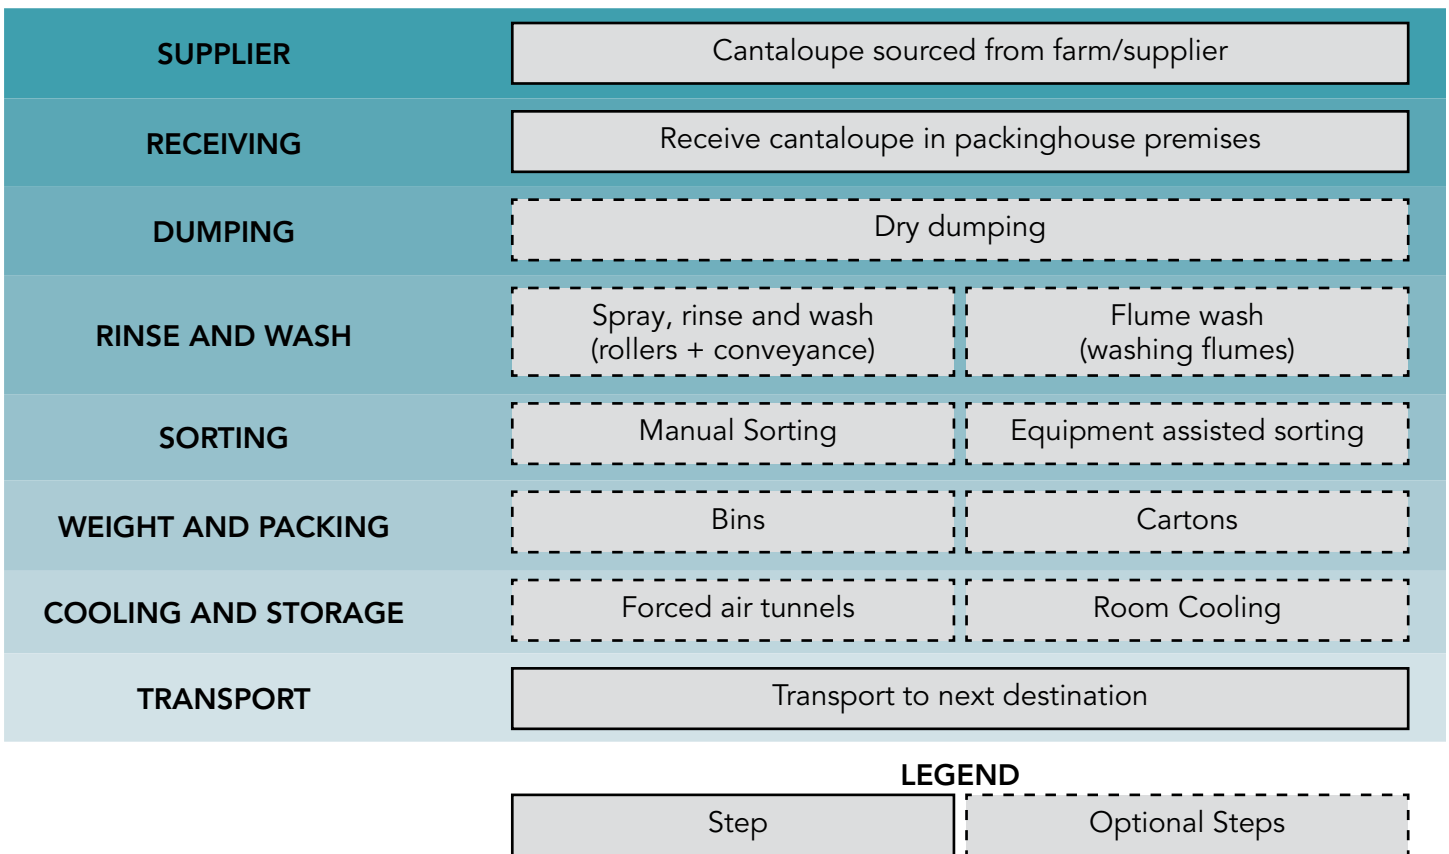 SUPPLIER
Cantaloupe sourced from farm/supplier
RECEIVING
Receive cantaloupe in packinghouse premises
DUMPING
Dry dumping
RINSE AND WASH
Spray, rinse and wash
(rollers + conveyance)
Flume wash
(washing flumes)
SORTING
Manual Sorting
Equipment assisted sorting
WEIGHT AND PACKING
Bins
Cartons
COOLING AND STORAGE
Forced air tunnels
Room Cooling
TRANSPORT
Transport to next destination
LEGEND
Step
Optional Steps